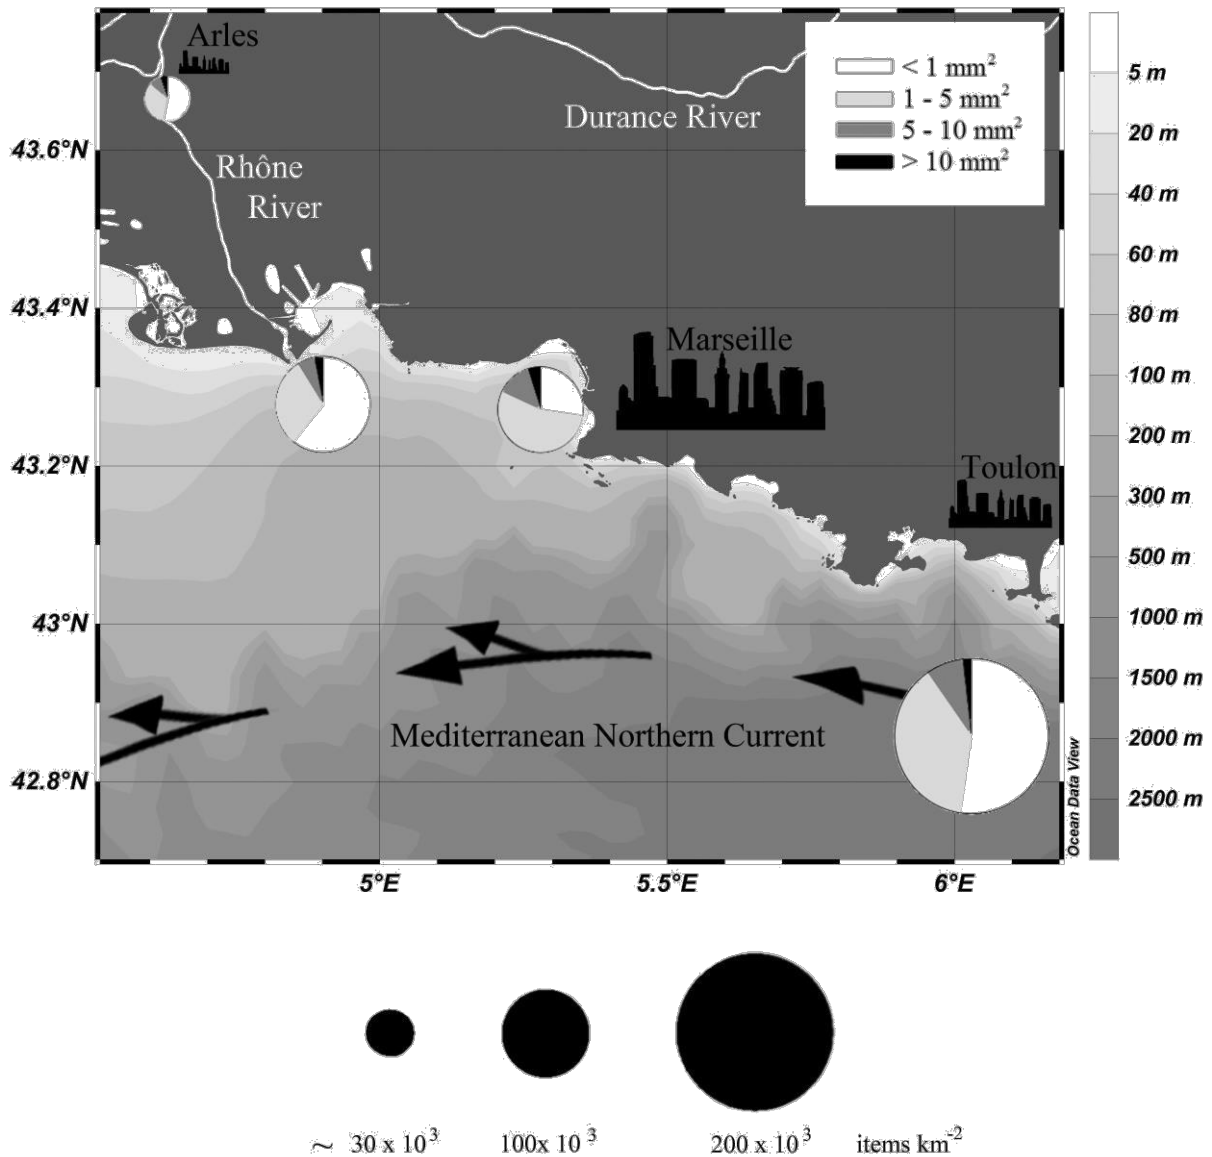 Arles
Durance River
Rhône
River
Marseille
Toulon
Mediterranean Northern Current
< 1 mm²
1 - 5 mm²
5 - 10 mm²
> 10 mm²
43.6°N
43.4°N
43.2°N
43°N
42.8°N
5°E
5.5°E
6°E
Ocean Data View
5 m
20 m
40 m
60 m
80 m
100 m
200 m
300 m
500 m
1000 m
1500 m
2000 m
2500 m
~ 30 x 10³ 100x 10³ 200 x 10³ items km⁻²